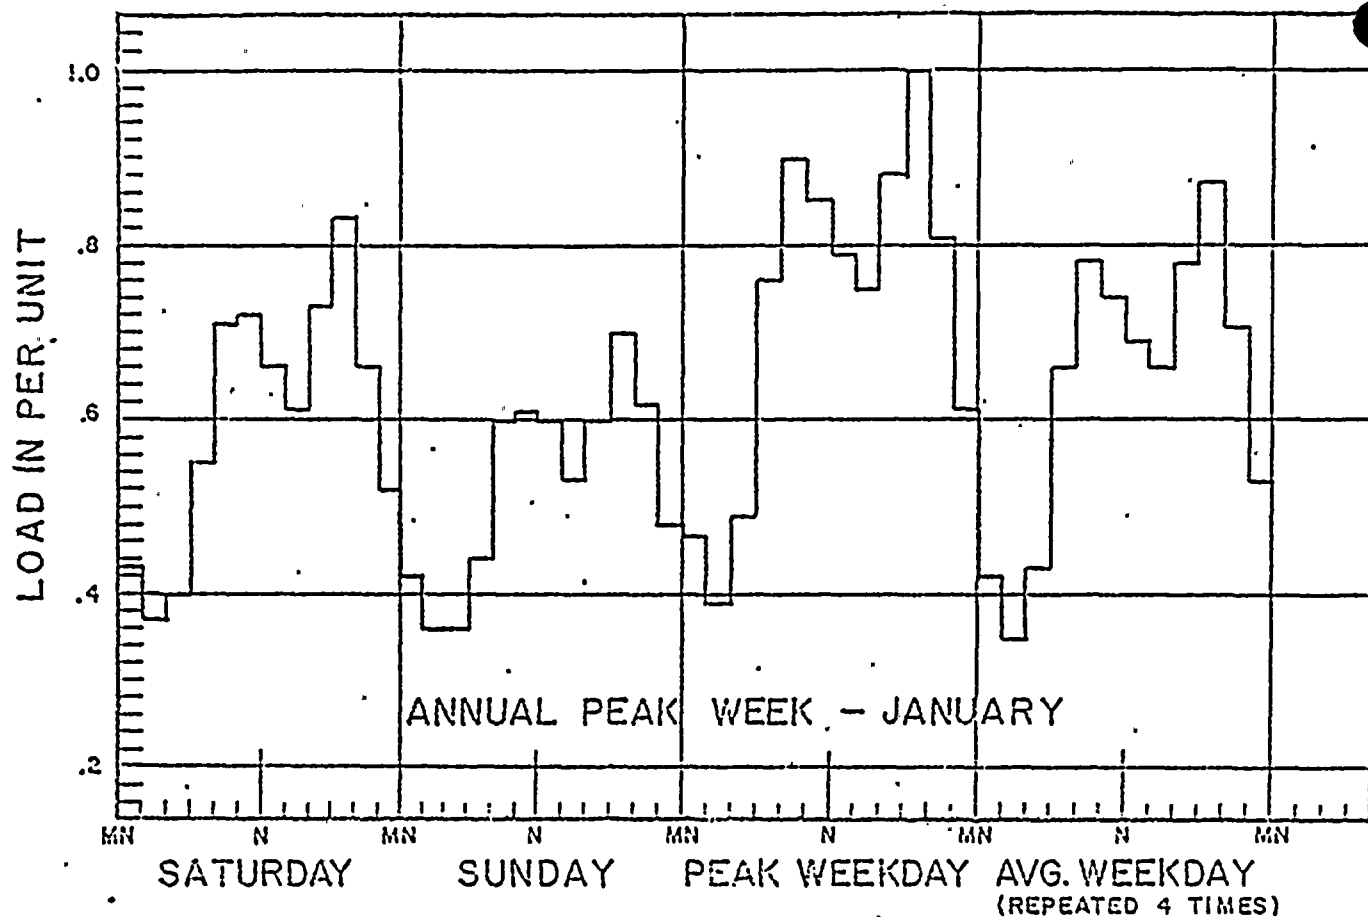 LOAD IN PER. UNIT
1.0
.8
.6
.4
.2
ANNUAL PEAK WEEK - JANUARY
MN N MN N MN N MN N MN
SATURDAY SUNDAY PEAK WEEKDAY AVG. WEEKDAY
(REPEATED 4 TIMES)